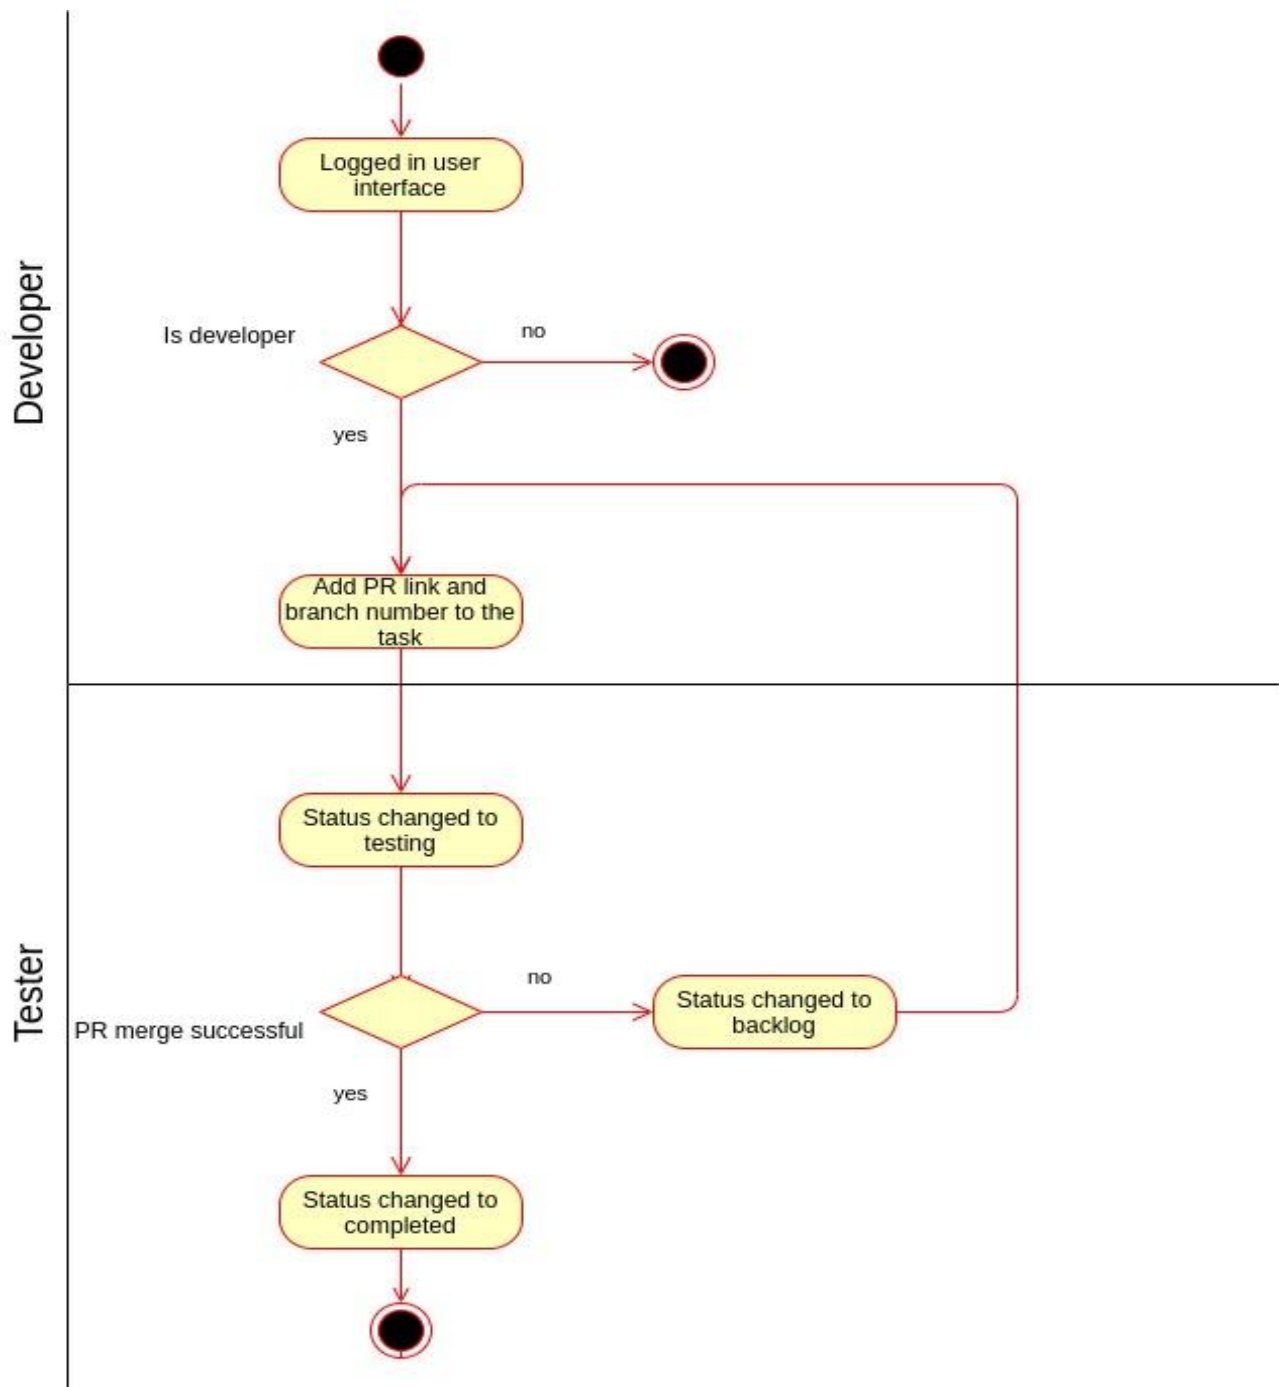 Developer
Logged in user
interface
Is developer
no
yes
Add PR link and
branch number to the
task
Tester
Status changed to
testing
PR merge successful
no
Status changed to
backlog
yes
Status changed to
completed